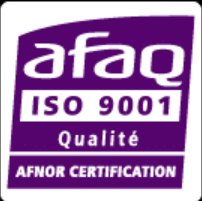 afaq
ISO 9001
Qualité
AFNOR CERTIFICATION